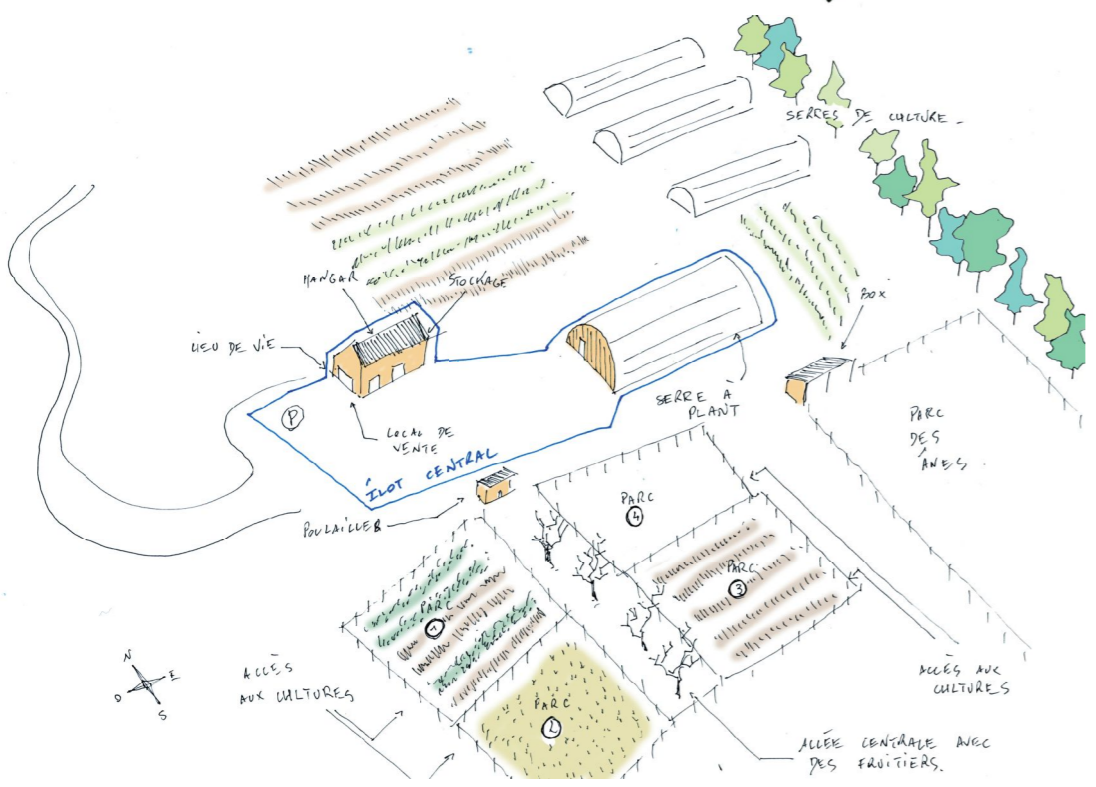 SERRES DE CULTURE.
HANGAR
STOCKAGE
BOX
LIEU DE VIE
P
LOCAL DE
VENTE
SERRE À
PLANT
PARC
DES
ÂNES.
ÎLOT CENTRAL
POULAILLER
PARC
4
PARC
3
PARC
1
PARC
2
N
E
O
S
ACCÈS
AUX CULTURES
ACCÈS AUX
CULTURES
ALLÉE CENTRALE AVEC
DES FRUITIERS.